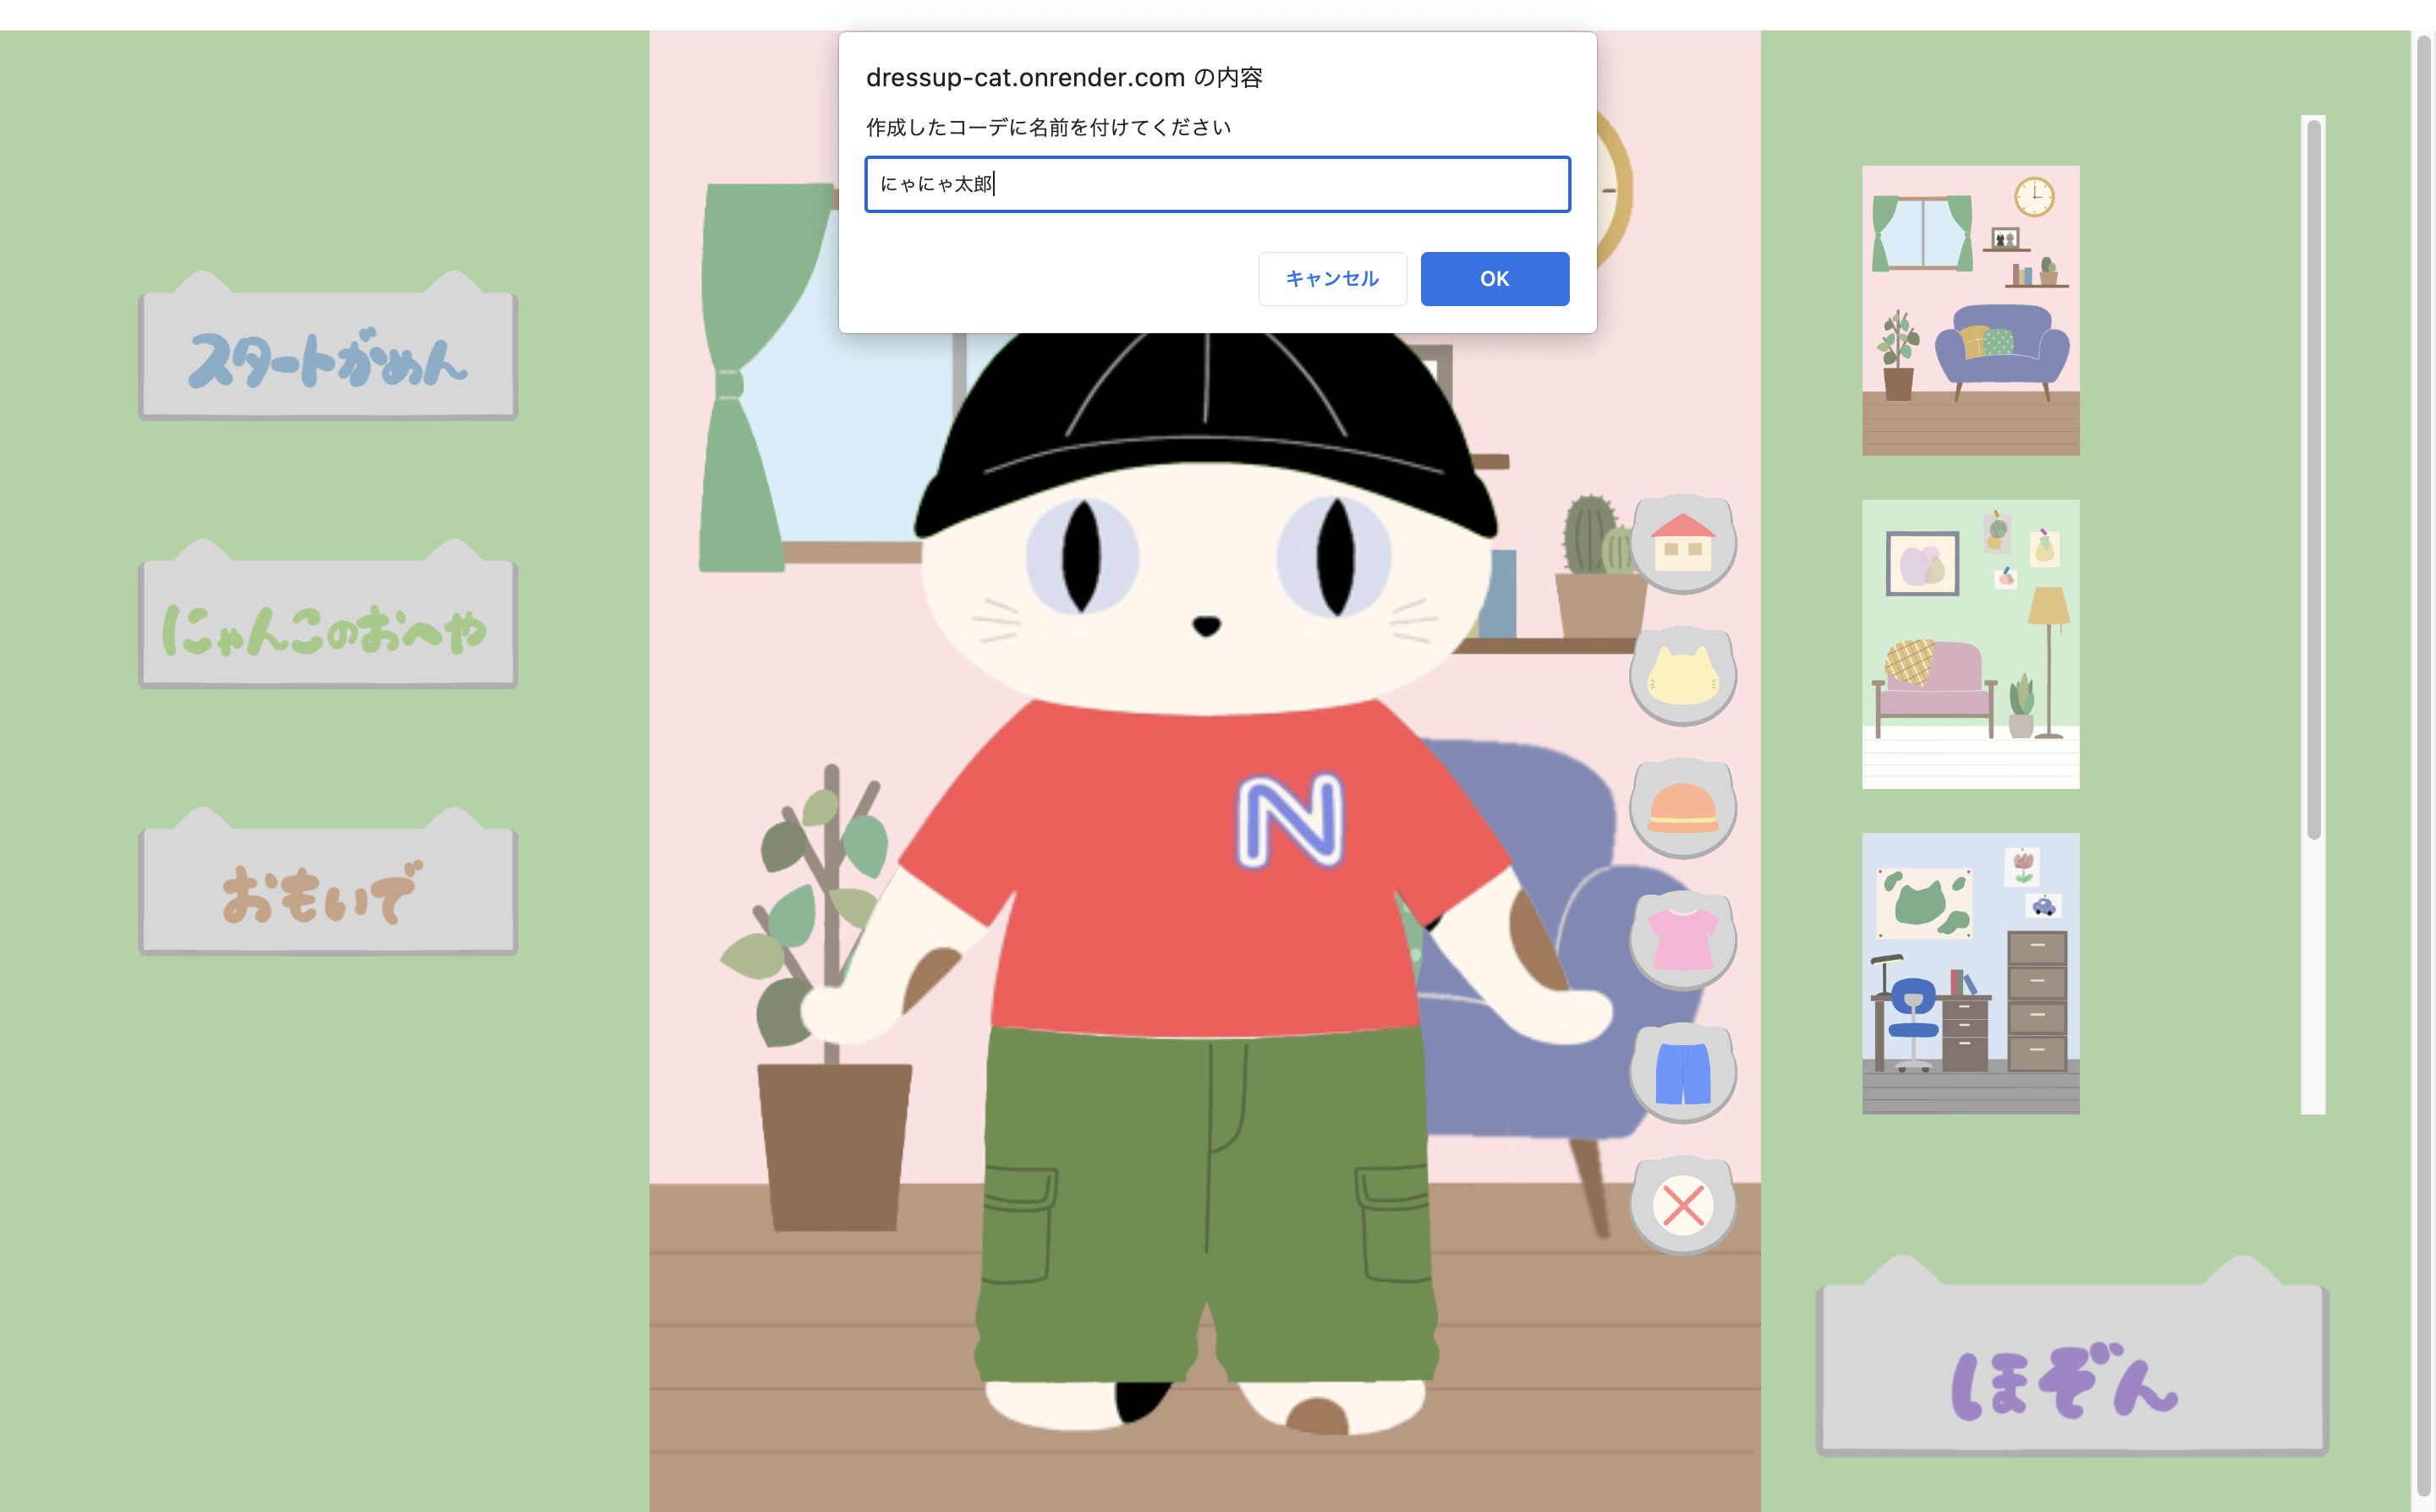 dressup-cat.onrender.com の内容
作成したコーデに名前を付けてください
にゃにゃ太郎
キャンセル
OK
スタートがめん
にゃんこのおへや
おもいで
N
ほぞん